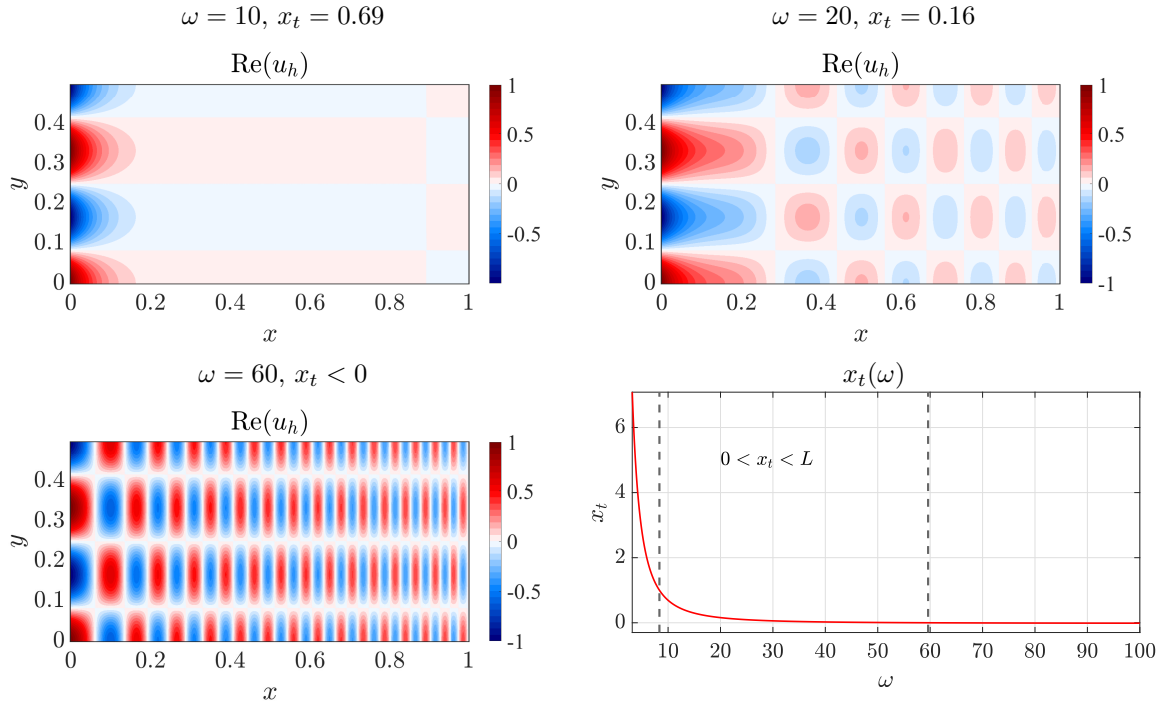 ω = 10, x_t = 0.69
Re(u_h)
0.4
0.3
0.2
0.1
0
0 0.2 0.4 0.6 0.8 1
y
x
1
0.5
0
-0.5
ω = 20, x_t = 0.16
Re(u_h)
0.4
0.3
0.2
0.1
0
0 0.2 0.4 0.6 0.8 1
y
x
1
0.5
0
-0.5
-1
ω = 60, x_t < 0
Re(u_h)
0.4
0.3
0.2
0.1
0
0 0.2 0.4 0.6 0.8 1
y
x
1
0.5
0
-0.5
-1
x_t(ω)
6
4
2
0
0 < x_t < L
10 20 30 40 50 60 70 80 90 100
x_t
ω